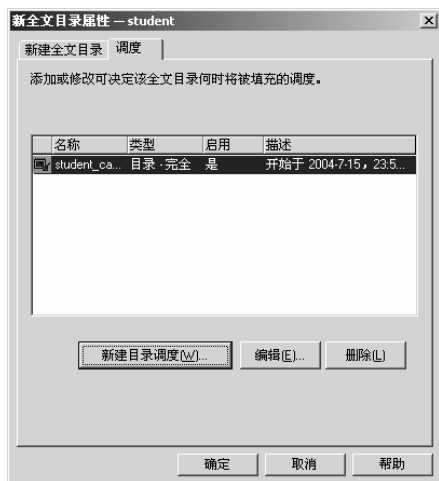 新全文目录属性 — student
新建全文目录 调度
添加或修改可决定该全文目录何时将被填充的调度。
名称 类型 启用 描述
student_ca... 目录 - 完全 是 开始于 2004-7-15，23:5...
新建目录调度(W)... 编辑(E)... 删除(L)
确定 取消 帮助